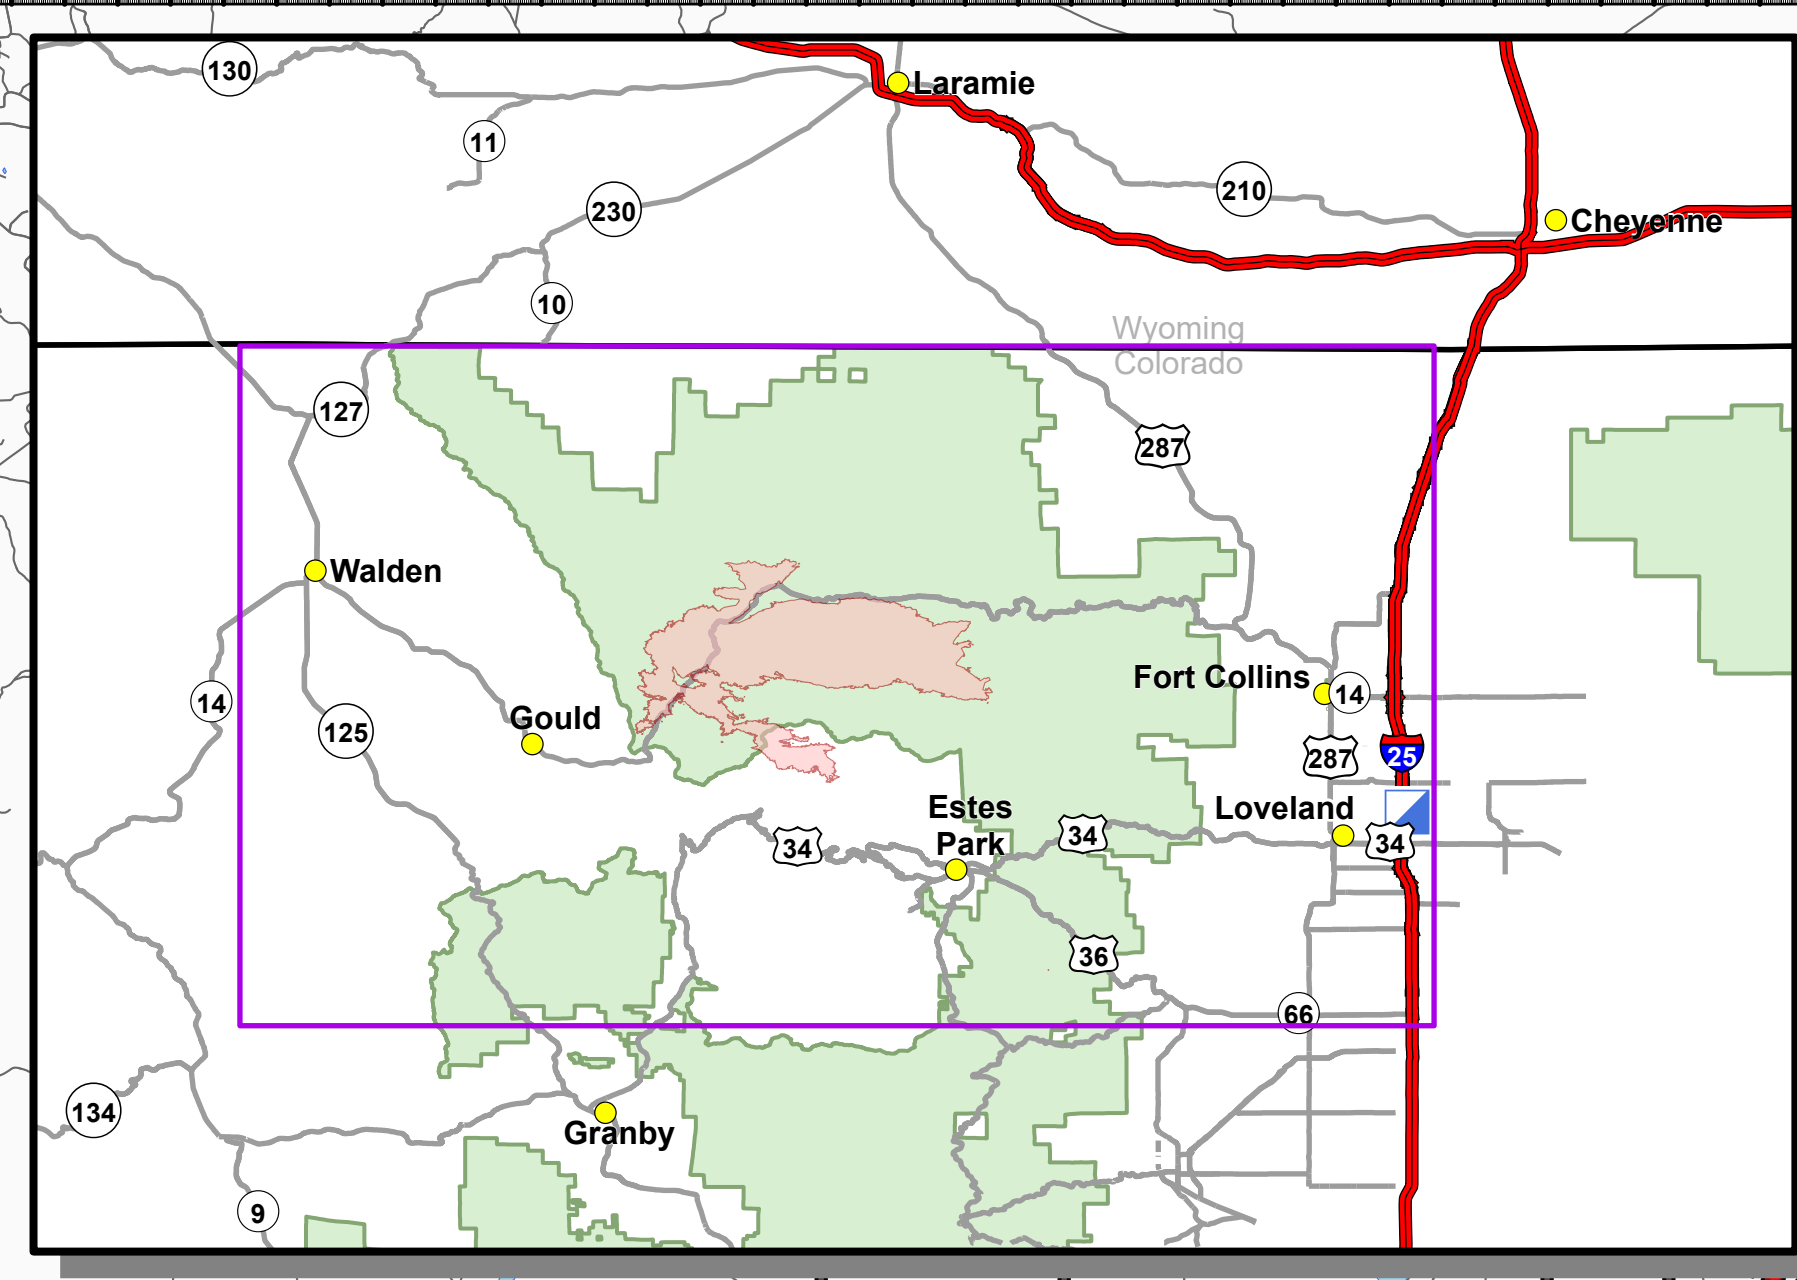 130
Laramie
11
210
230
Cheyenne
10
Wyoming
Colorado
127
287
Walden
Fort Collins
14
14
Gould
125
287
25
Estes
Park
Loveland
34
34
34
36
66
134
Granby
9